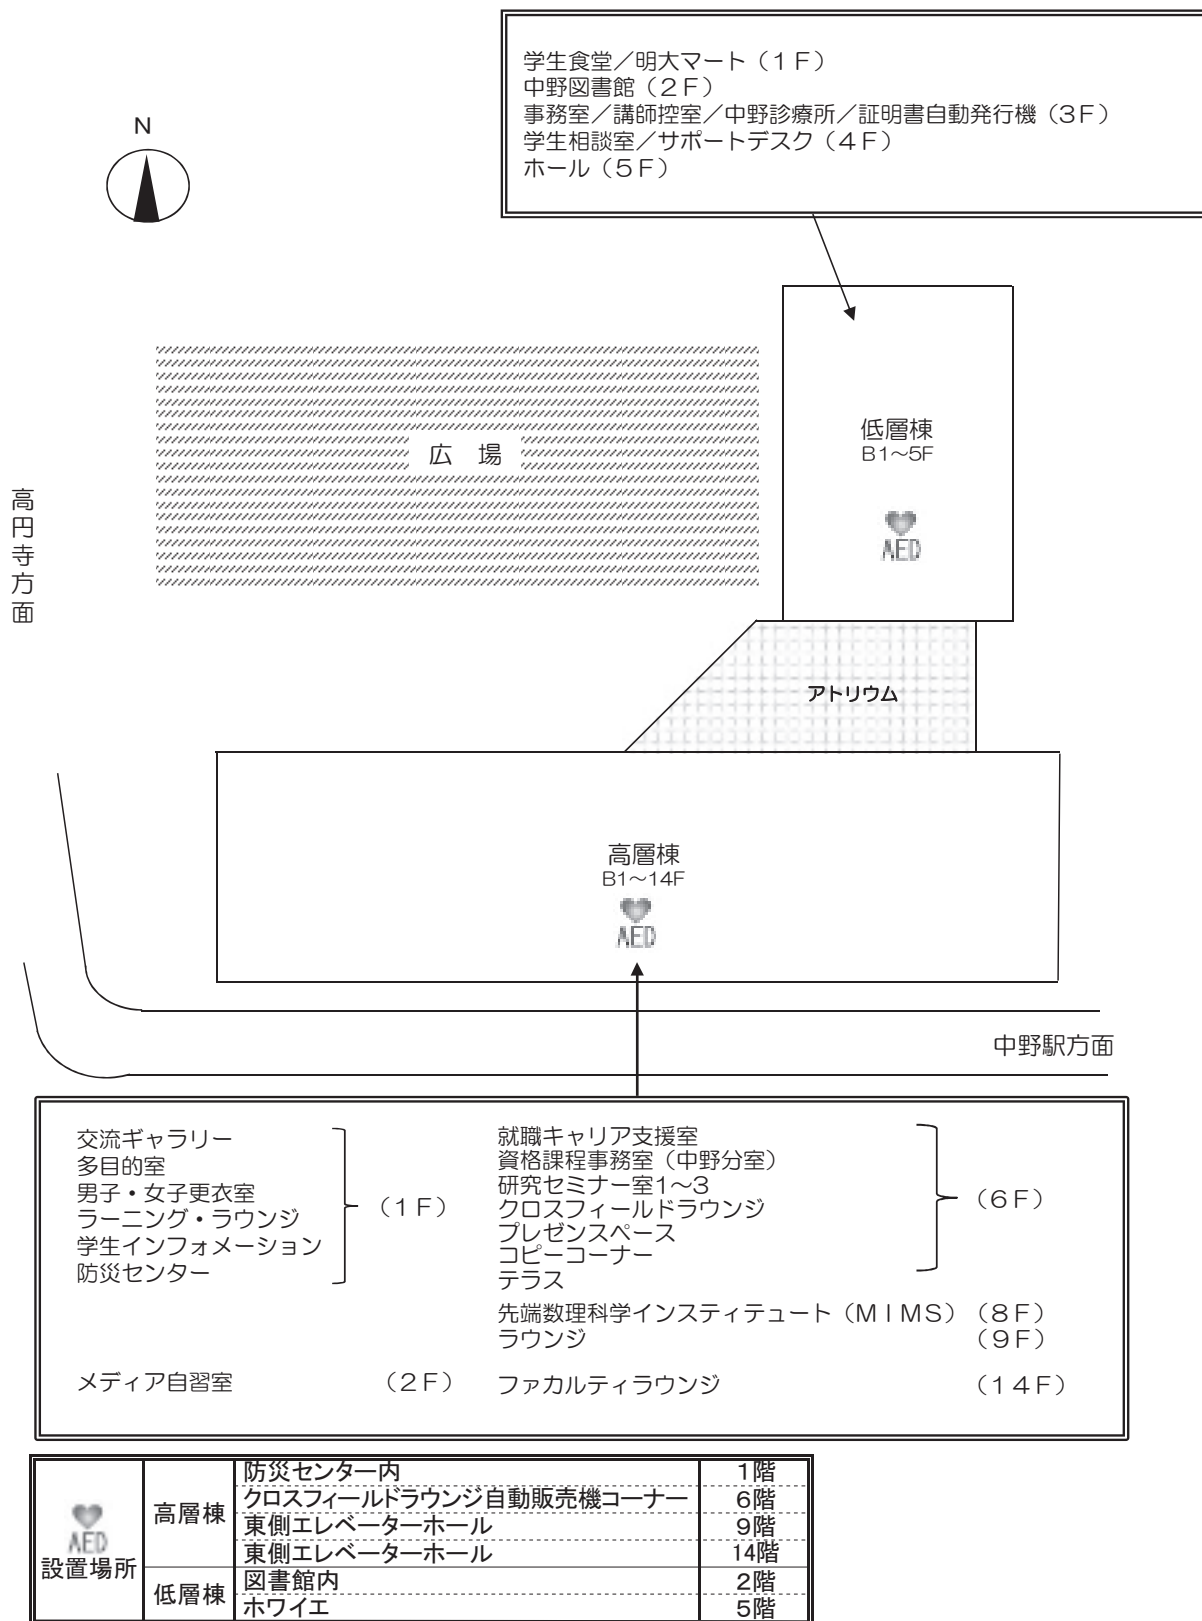 学生食堂／明大マート（１Ｆ）
中野図書館（２Ｆ）
事務室／講師控室／中野診療所／証明書自動発行機（３Ｆ）
学生相談室／サポートデスク（４Ｆ）
ホール（５Ｆ）
N
低層棟
B1～5F
AED
広　場
高円寺方面
アトリウム
高層棟
B1～14F
AED
中野駅方面
交流ギャラリー
多目的室
男子・女子更衣室
ラーニング・ラウンジ
学生インフォメーション
防災センター
（１Ｆ）
メディア自習室　（２Ｆ）
就職キャリア支援室
資格課程事務室（中野分室）
研究セミナー室1～3
クロスフィールドラウンジ
プレゼンスペース
コピーコーナー
テラス
（６Ｆ）
先端数理科学インスティテュート（ＭＩＭＳ）（８Ｆ）
ラウンジ　（９Ｆ）
ファカルティラウンジ　（１４Ｆ）
AED
設置場所
高層棟
防災センター内　1階
クロスフィールドラウンジ自動販売機コーナー　6階
東側エレベーターホール　9階
東側エレベーターホール　14階
低層棟
図書館内　2階
ホワイエ　5階